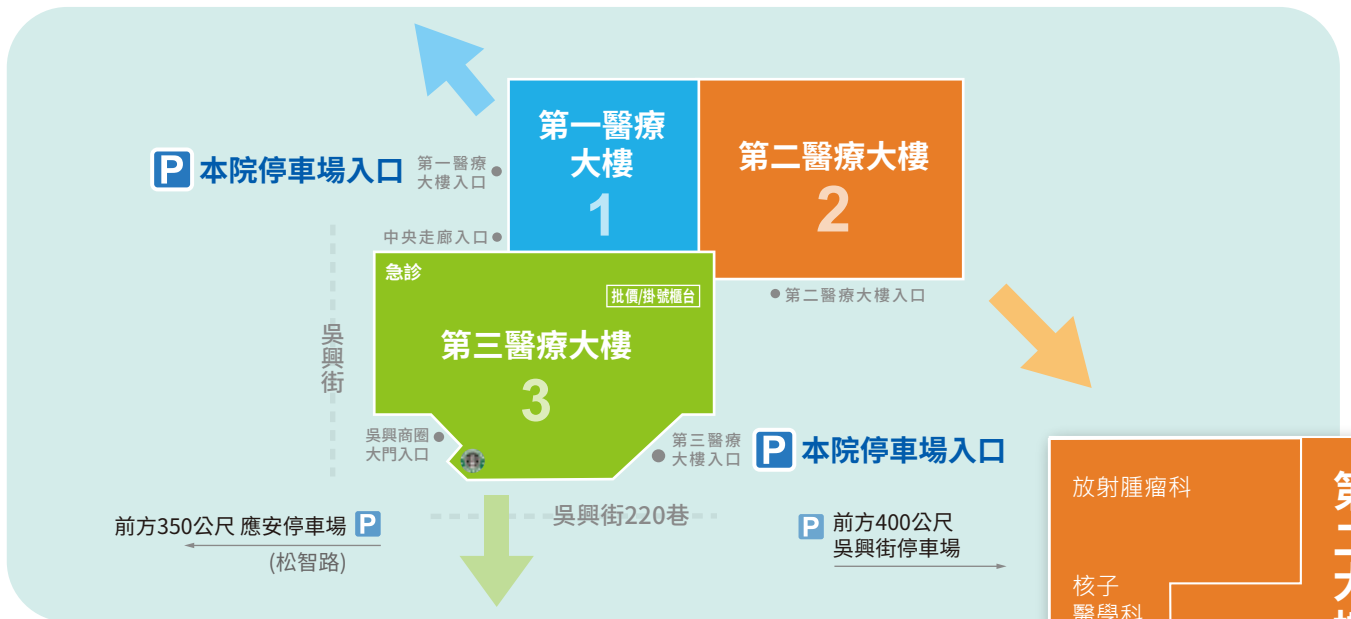 第一醫療
大樓
1
第二醫療大樓
2
P 本院停車場入口
第一醫療
大樓入口
中央走廊入口
急診
批價/掛號櫃台
第二醫療大樓入口
第三醫療大樓
3
吳興街
吳興商圈
大門入口
第三醫療
大樓入口
P 本院停車場入口
吳興街220巷
前方350公尺 應安停車場 P
(松智路)
P 前方400公尺
吳興街停車場
放射腫瘤科
核子
醫學科
第二大樓